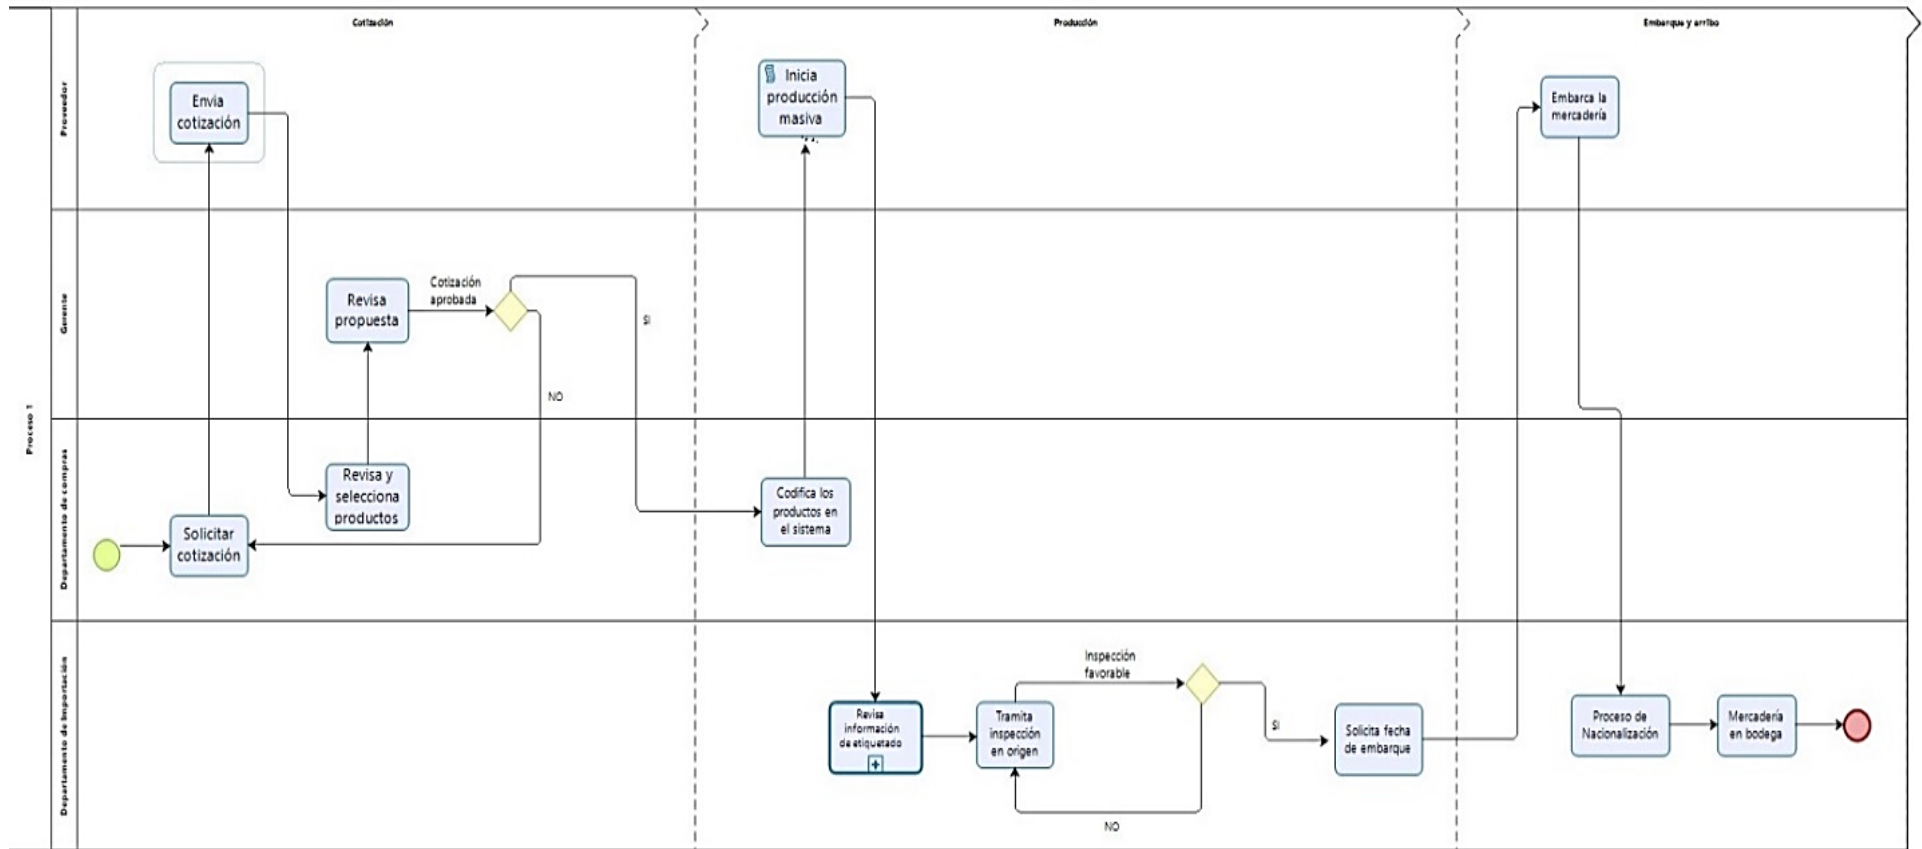 Cotización
Producción
Embarque y arribo
Proceso 1
Proveedor
Envia
cotización
Inicia
producción
masiva
Embarca la
mercadería
Gerente
Revisa
propuesta
Cotización
aprobada
SI
NO
Departamento de compras
Solicitar
cotización
Revisa y
selecciona
productos
Codifica los
productos en
el sistema
Departamento de Importación
Revisa
información
de etiquetado
Tramita
inspección
en origen
Inspección
favorable
SI
NO
Solicita fecha
de embarque
Proceso de
Nacionalización
Mercadería
en bodega